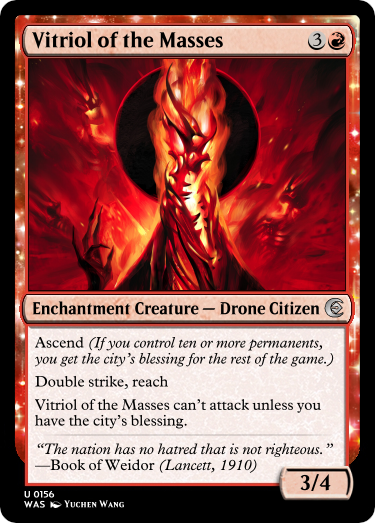 Vitriol of the Masses 3
Enchantment Creature — Drone Citizen
Ascend (If you control ten or more permanents,
you get the city's blessing for the rest of the game.)
Double strike, reach
Vitriol of the Masses can't attack unless you
have the city's blessing.
"The nation has no hatred that is not righteous."
—Book of Weidor (Lancett, 1910)
3/4
U 0156
WAS Yuchen Wang